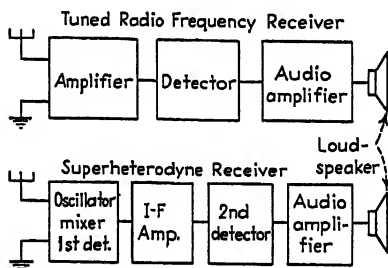 Tuned Radio Frequency Receiver
Amplifier
Detector
Audio
amplifier
Loud-
speaker
Superheterodyne Receiver
Oscillator
mixer
1st det.
I-F
Amp.
2nd
detector
Audio
ampli-
fier